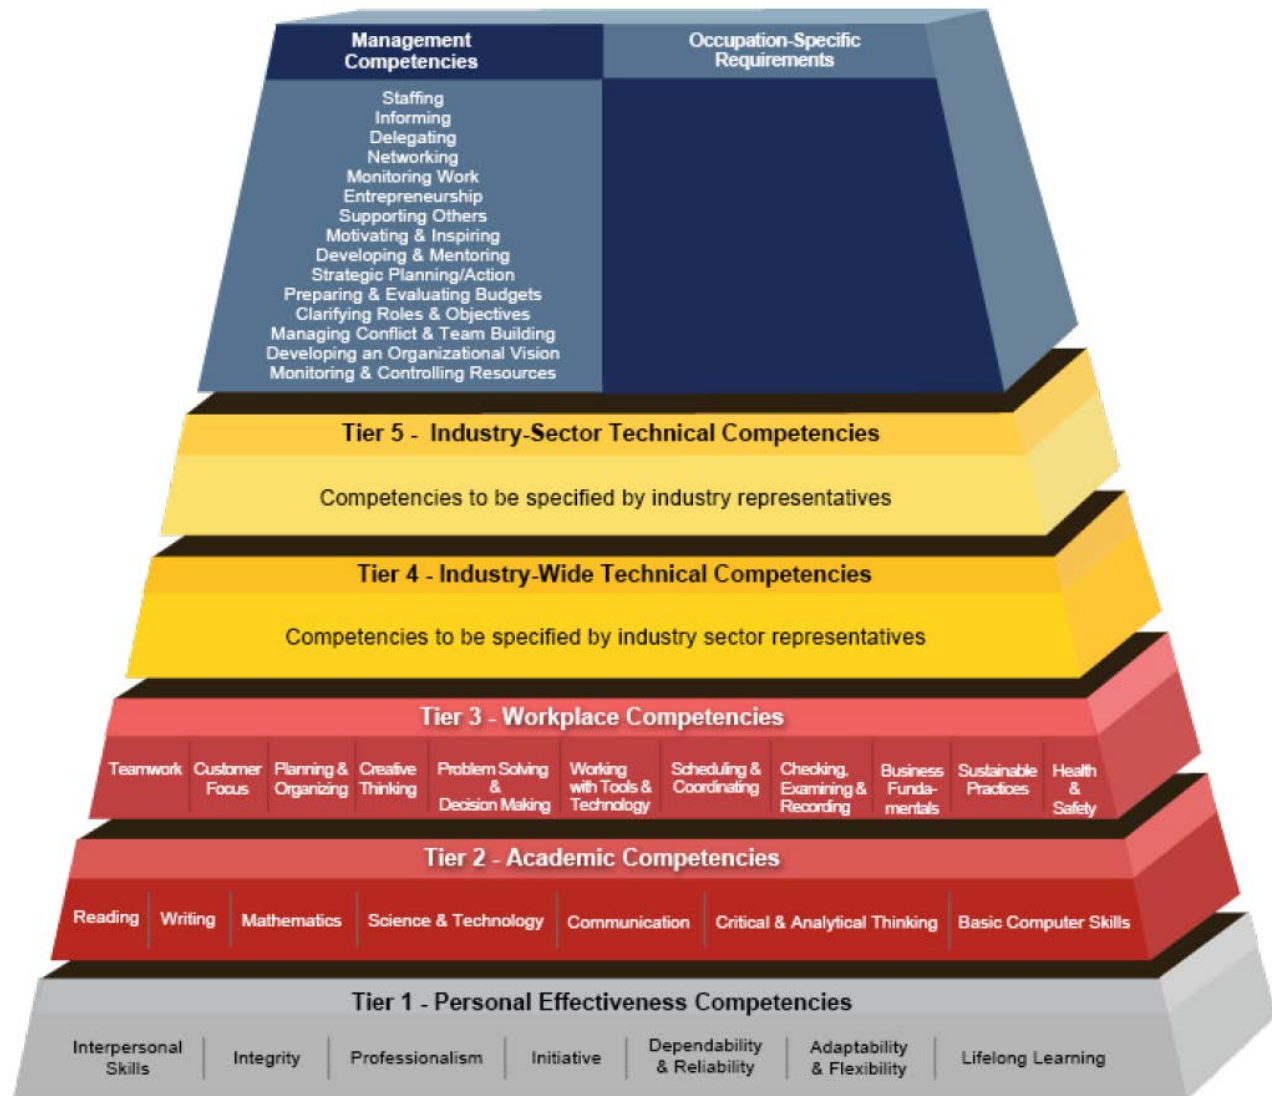 Management
Competencies
Occupation-Specific
Requirements
Staffing
Informing
Delegating
Networking
Monitoring Work
Entrepreneurship
Supporting Others
Motivating & Inspiring
Developing & Mentoring
Strategic Planning/Action
Preparing & Evaluating Budgets
Clarifying Roles & Objectives
Managing Conflict & Team Building
Developing an Organizational Vision
Monitoring & Controlling Resources
Tier 5 - Industry-Sector Technical Competencies
Competencies to be specified by industry representatives
Tier 4 - Industry-Wide Technical Competencies
Competencies to be specified by industry sector representatives
Tier 3 - Workplace Competencies
Teamwork
Customer
Focus
Planning &
Organizing
Creative
Thinking
Problem Solving
&
Decision Making
Working
with Tools &
Technology
Scheduling &
Coordinating
Checking,
Examining &
Recording
Business
Funda-
mentals
Sustainable
Practices
Health
&
Safety
Tier 2 - Academic Competencies
Reading
Writing
Mathematics
Science & Technology
Communication
Critical & Analytical Thinking
Basic Computer Skills
Tier 1 - Personal Effectiveness Competencies
Interpersonal
Skills
Integrity
Professionalism
Initiative
Dependability
& Reliability
Adaptability
& Flexibility
Lifelong Learning